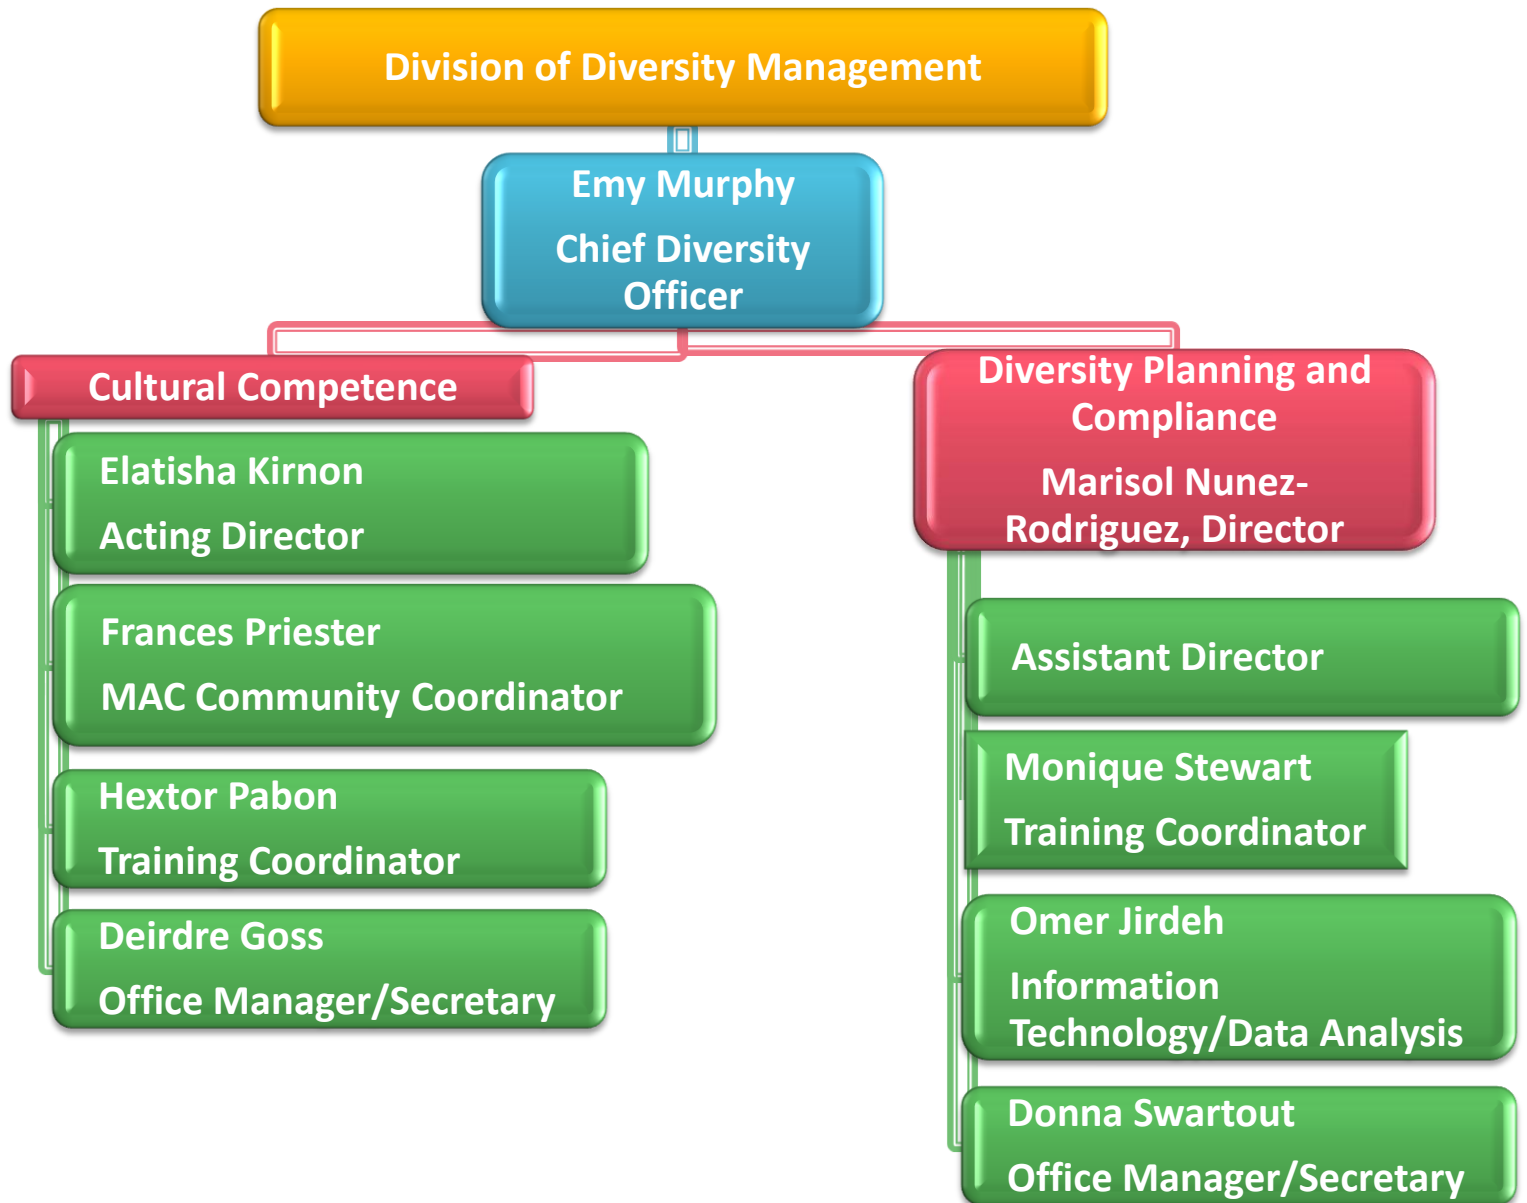 Division of Diversity Management
Emy Murphy
Chief Diversity
Officer
Cultural Competence
Elatisha Kirnon
Acting Director
Frances Priester
MAC Community Coordinator
Hextor Pabon
Training Coordinator
Deirdre Goss
Office Manager/Secretary
Diversity Planning and
Compliance
Marisol Nunez-
Rodriguez, Director
Assistant Director
Monique Stewart
Training Coordinator
Omer Jirdeh
Information
Technology/Data Analysis
Donna Swartout
Office Manager/Secretary